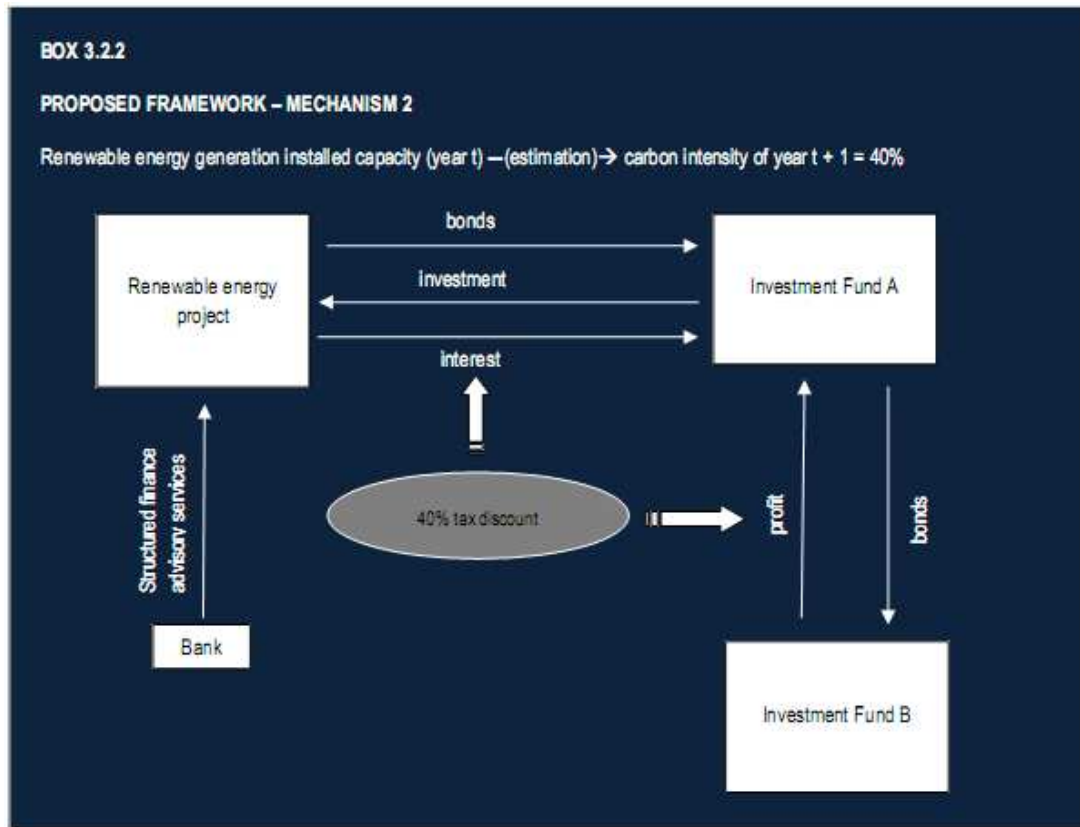 BOX 3.2.2
PROPOSED FRAMEWORK – MECHANISM 2
Renewable energy generation installed capacity (year t) —(estimation)→ carbon intensity of year t + 1 = 40%
bonds
Renewable energy
project
investment
Investment Fund A
interest
Structured finance
advisory services
40% tax discount
profit
bonds
Bank
Investment Fund B